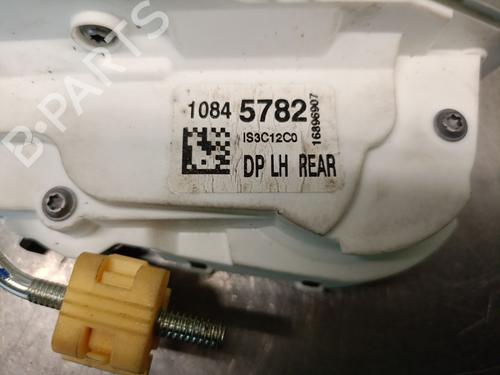 1084 5782
IS3C12C0
DP LH REAR
16896907
B-PARTS